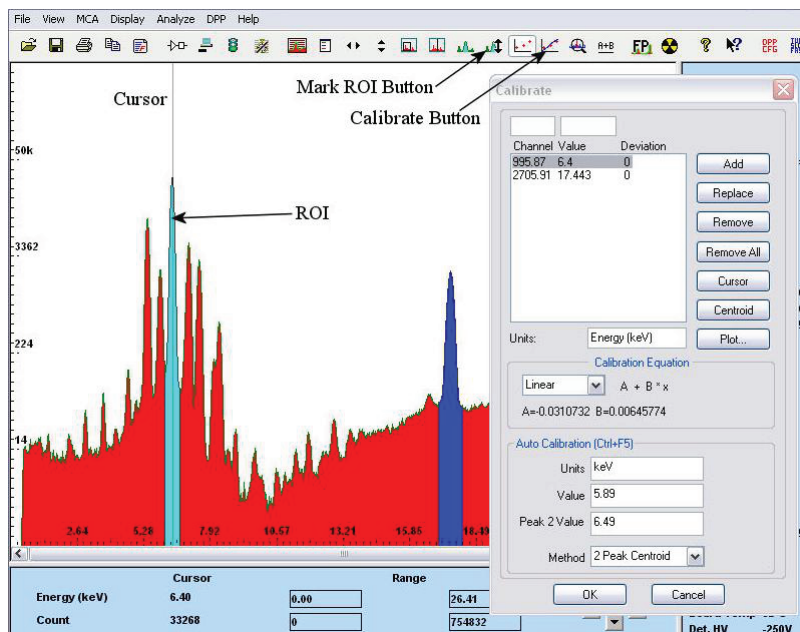 File View MCA Display Analyze DPP Help
A+B FPi ? OPP CFG
Mark ROI Button
Calibrate Button
Cursor
ROI
50k
3362
224
14
2.64 5.28 7.92 10.57 13.21 15.85 18.49
Calibrate
Channel Value Deviation
995.87 6.4 0
2705.91 17.443 0
Add
Replace
Remove
Remove All
Cursor
Centroid
Plot...
Units: Energy (keV)
Calibration Equation
Linear A + B * x
A=-0.0310732 B=0.00645774
Auto Calibration (Ctrl+F5)
Units keV
Value 5.89
Peak 2 Value 6.49
Method 2 Peak Centroid
OK Cancel
Cursor Range
Energy (keV) 6.40 0.00 26.41
Count 33268 0 754832
Det. HV -250V